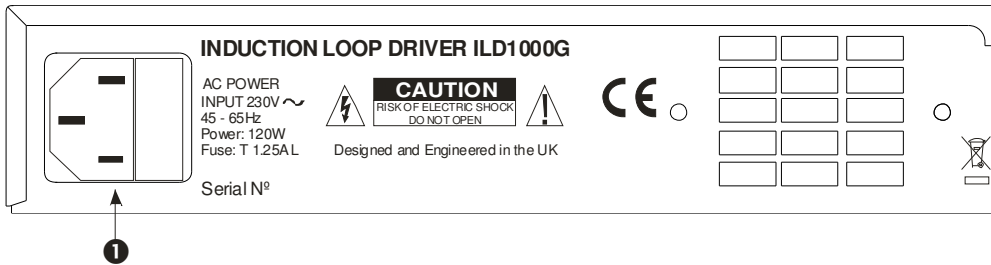 INDUCTION LOOP DRIVER ILD1000G
AC POWER
INPUT 230V ~
45 - 65Hz
Power: 120W
Fuse: T 1.25A L
CAUTION
RISK OF ELECTRIC SHOCK
DO NOT OPEN
Designed and Engineered in the UK
CE
Serial Nº
1